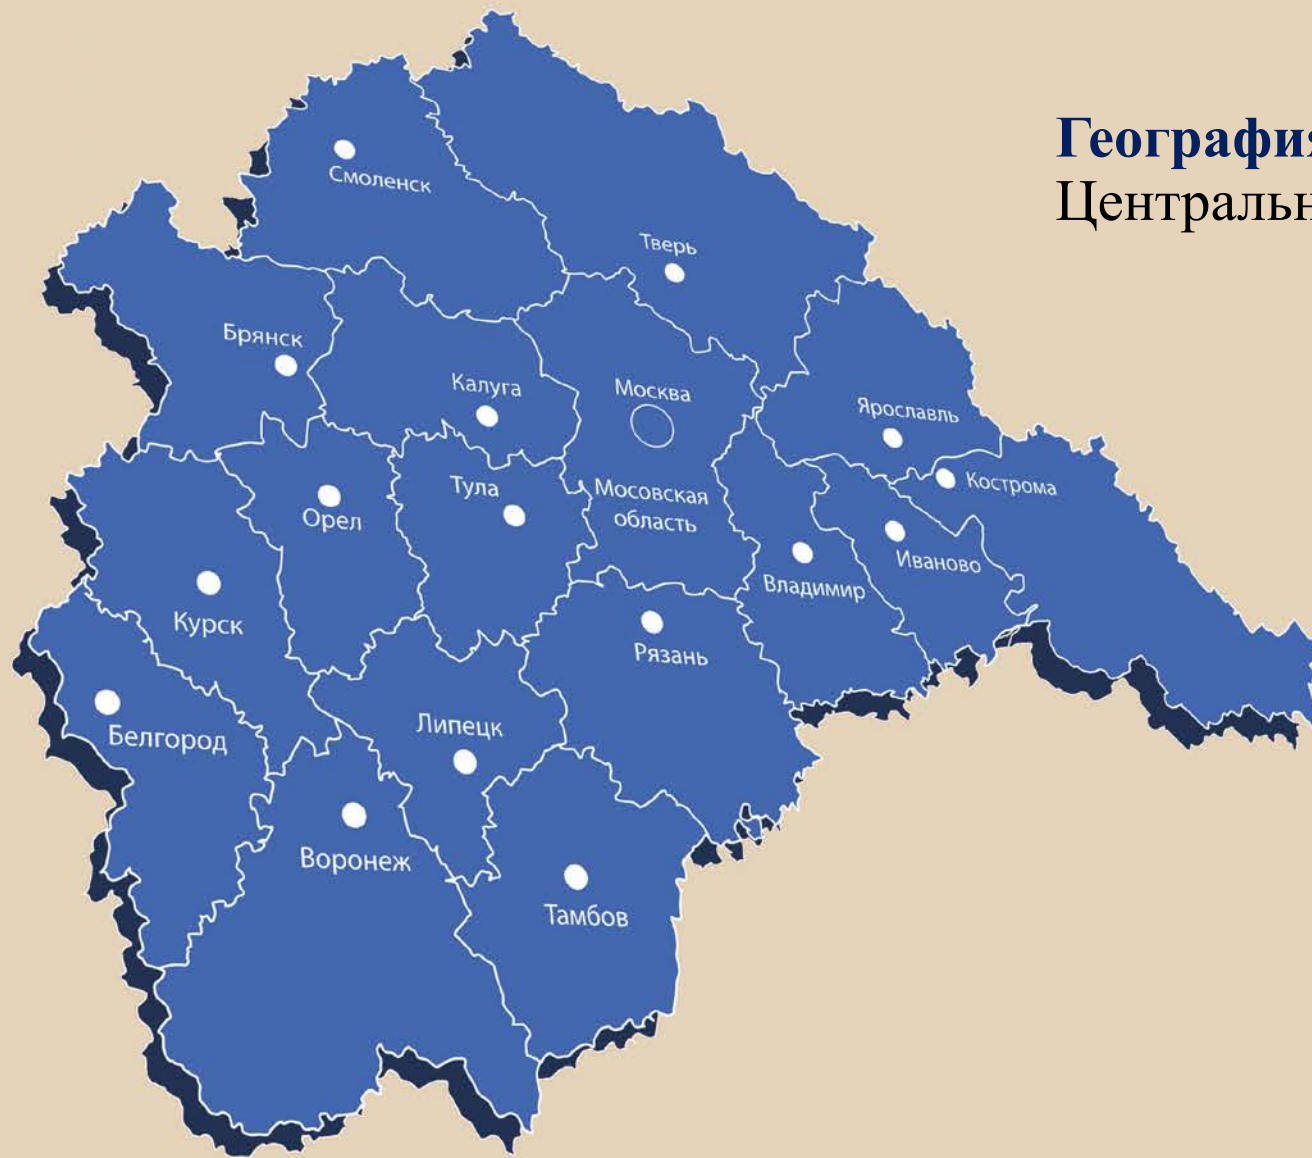 География
Центральн
Смоленск
Тверь
Брянск
Калуга
Москва
Ярославль
Тула
Мосовская
область
Кострома
Орел
Иваново
Владимир
Курск
Рязань
Белгород
Липецк
Воронеж
Тамбов